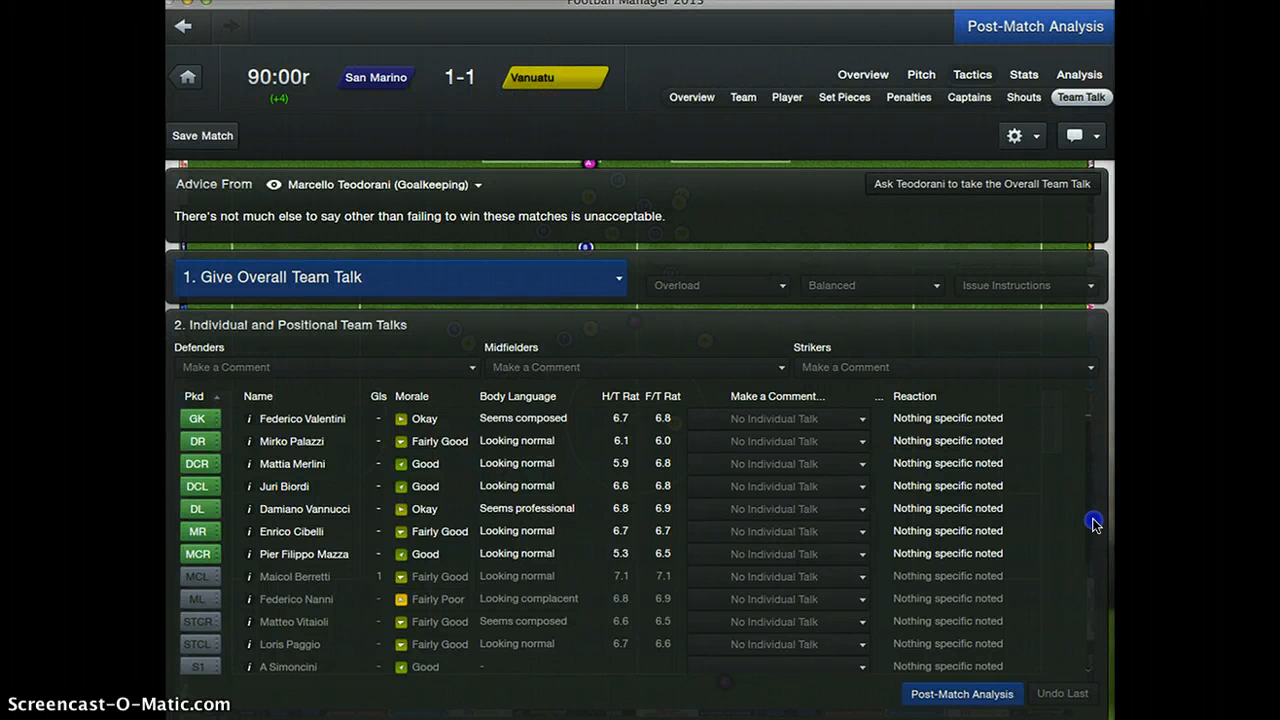 Football Manager 2013
Post-Match Analysis
90:00r San Marino 1-1 Vanuatu
(+4)
Overview Pitch Tactics Stats Analysis
Overview Team Player Set Pieces Penalties Captains Shouts Team Talk
Save Match
Advice From Marcello Teodorani (Goalkeeping) Ask Teodorani to take the Overall Team Talk
There's not much else to say other than failing to win these matches is unacceptable.
1. Give Overall Team Talk Overload Balanced Issue Instructions
2. Individual and Positional Team Talks
Defenders Midfielders Strikers
Make a Comment Make a Comment Make a Comment
Pkd Name Gls Morale Body Language H/T Rat F/T Rat Make a Comment... ... Reaction
GK i Federico Valentini - Okay Seems composed 6.7 6.8 No Individual Talk Nothing specific noted
DR i Mirko Palazzi - Fairly Good Looking normal 6.1 6.0 No Individual Talk Nothing specific noted
DCR i Mattia Merlini - Good Looking normal 5.9 6.8 No Individual Talk Nothing specific noted
DCL i Juri Biordi - Good Looking normal 6.6 6.8 No Individual Talk Nothing specific noted
DL i Damiano Vannucci - Okay Seems professional 6.8 6.9 No Individual Talk Nothing specific noted
MR i Enrico Cibelli - Fairly Good Looking normal 6.7 6.7 No Individual Talk Nothing specific noted
MCR i Pier Filippo Mazza - Good Looking normal 5.3 6.5 No Individual Talk Nothing specific noted
MCL i Maicol Berretti 1 Fairly Good Looking normal 7.1 7.1 No Individual Talk Nothing specific noted
ML i Federico Nanni - Fairly Poor Looking complacent 6.8 6.9 No Individual Talk Nothing specific noted
STCR i Matteo Vitaioli - Fairly Good Seems composed 6.6 6.5 No Individual Talk Nothing specific noted
STCL i Loris Paggio - Fairly Good Looking normal 6.7 6.6 No Individual Talk Nothing specific noted
S1 i A Simoncini - Good - Nothing specific noted
Post-Match Analysis Undo Last
Screencast-O-Matic.com